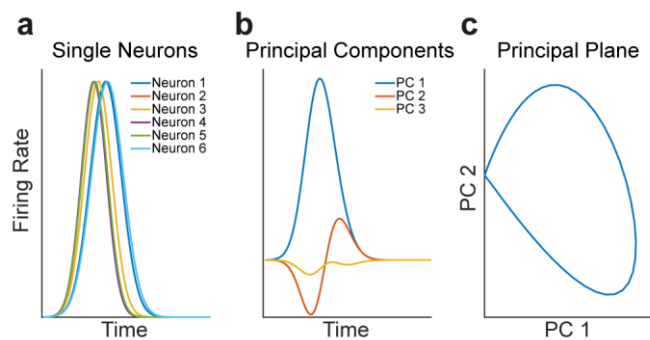 a
Single Neurons
Firing Rate
Neuron 1
Neuron 2
Neuron 3
Neuron 4
Neuron 5
Neuron 6
Time
b
Principal Components
PC 1
PC 2
PC 3
Time
c
Principal Plane
PC 2
PC 1